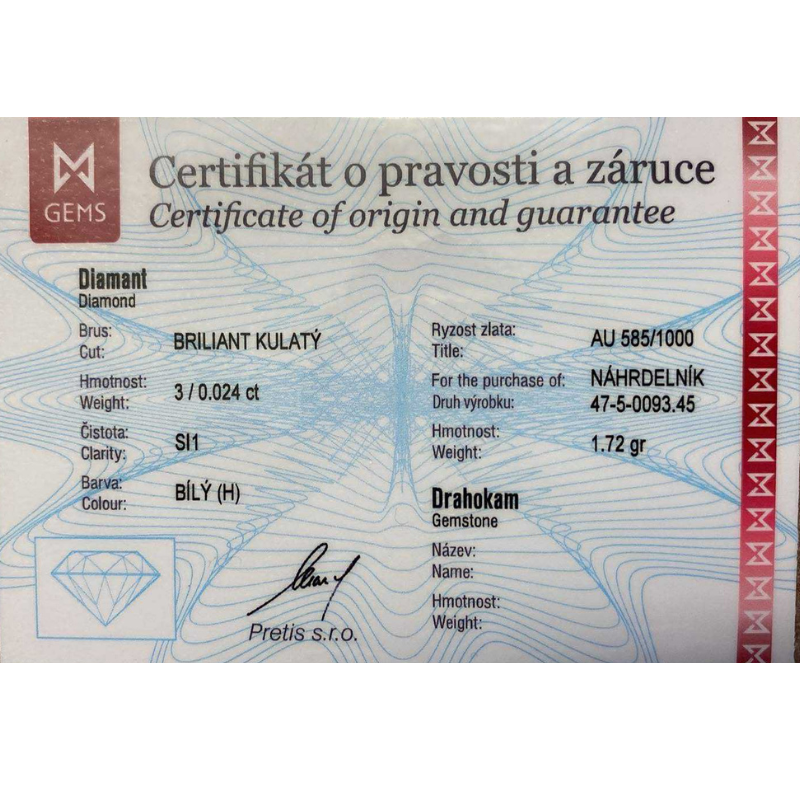 GEMS
Certifikát o pravosti a záruce
Certificate of origin and guarantee
Diamant
Diamond
Brus:
Cut:
BRILIANT KULATÝ
Hmotnost:
Weight:
3 / 0.024 ct
Čistota:
Clarity:
SI1
Barva:
Colour:
BÍLÝ (H)
Pretis s.r.o.
Ryzost zlata:
Title:
AU 585/1000
For the purchase of:
Druh výrobku:
NÁHRDELNÍK
47-5-0093.45
Hmotnost:
Weight:
1.72 gr
Drahokam
Gemstone
Název:
Name:
Hmotnost:
Weight: